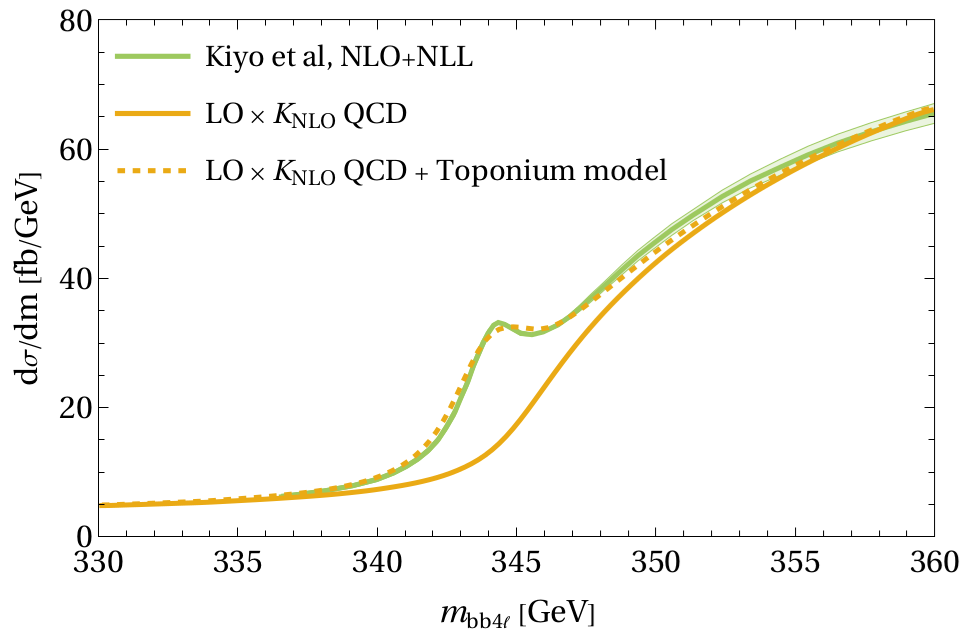 80
60
40
20
0
dσ/dm [fb/GeV]
Kiyo et al, NLO+NLL
LO × K_NLO QCD
LO × K_NLO QCD + Toponium model
330 335 340 345 350 355 360
m_bb4ℓ [GeV]